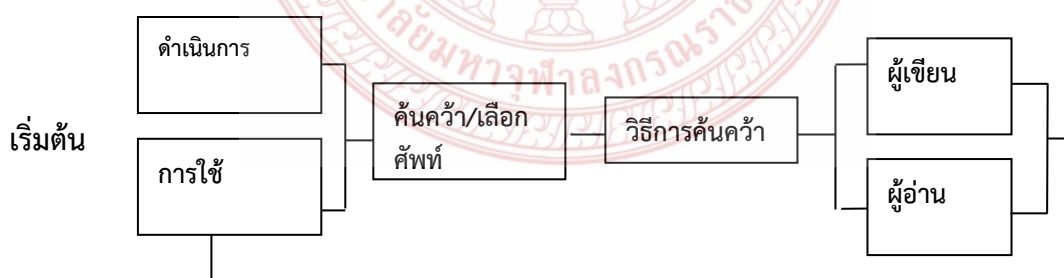 ดำเนินการ
เริ่มต้น
การใช้
ค้นคว้า/เลือก
ศัพท์
วิธีการค้นคว้า
ผู้เขียน
ผู้อ่าน